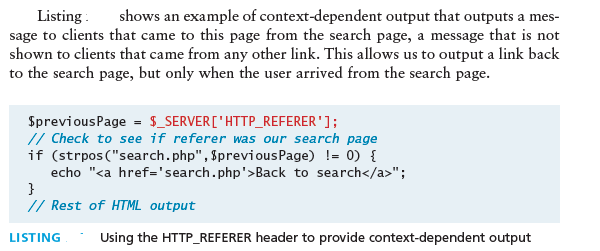 Listing shows an example of context-dependent output that outputs a mes-
sage to clients that came to this page from the search page, a message that is not
shown to clients that came from any other link. This allows us to output a link back
to the search page, but only when the user arrived from the search page.
$previousPage = $_SERVER['HTTP_REFERER'];
// Check to see if referer was our search page
if (strpos("search.php",$previousPage) != 0) {
echo "<a href='search.php'>Back to search</a>";
}
// Rest of HTML output
LISTING Using the HTTP_REFERER header to provide context-dependent output